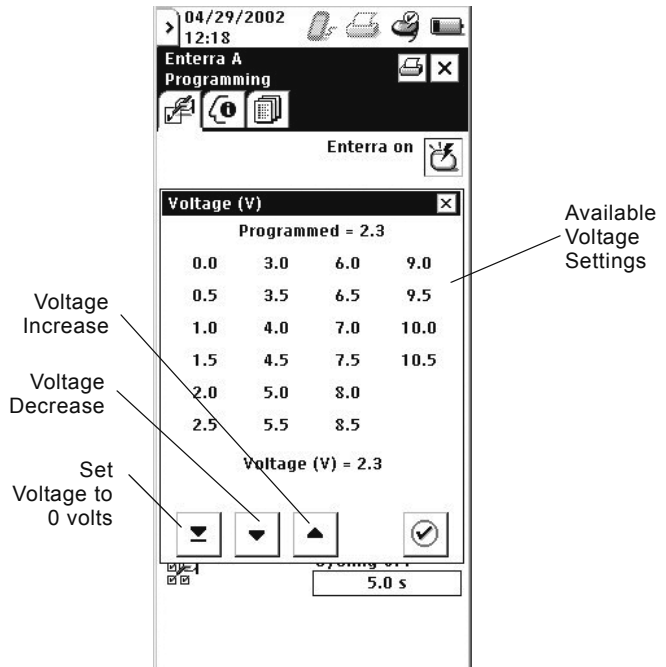 04/29/2002
12:18
Enterra A
Programming
Enterra on
Voltage (V)
Programmed = 2.3
0.0 3.0 6.0 9.0
0.5 3.5 6.5 9.5
1.0 4.0 7.0 10.0
1.5 4.5 7.5 10.5
2.0 5.0 8.0
2.5 5.5 8.5
Voltage (V) = 2.3
5.0 s
Available
Voltage
Settings
Voltage
Increase
Voltage
Decrease
Set
Voltage to
0 volts